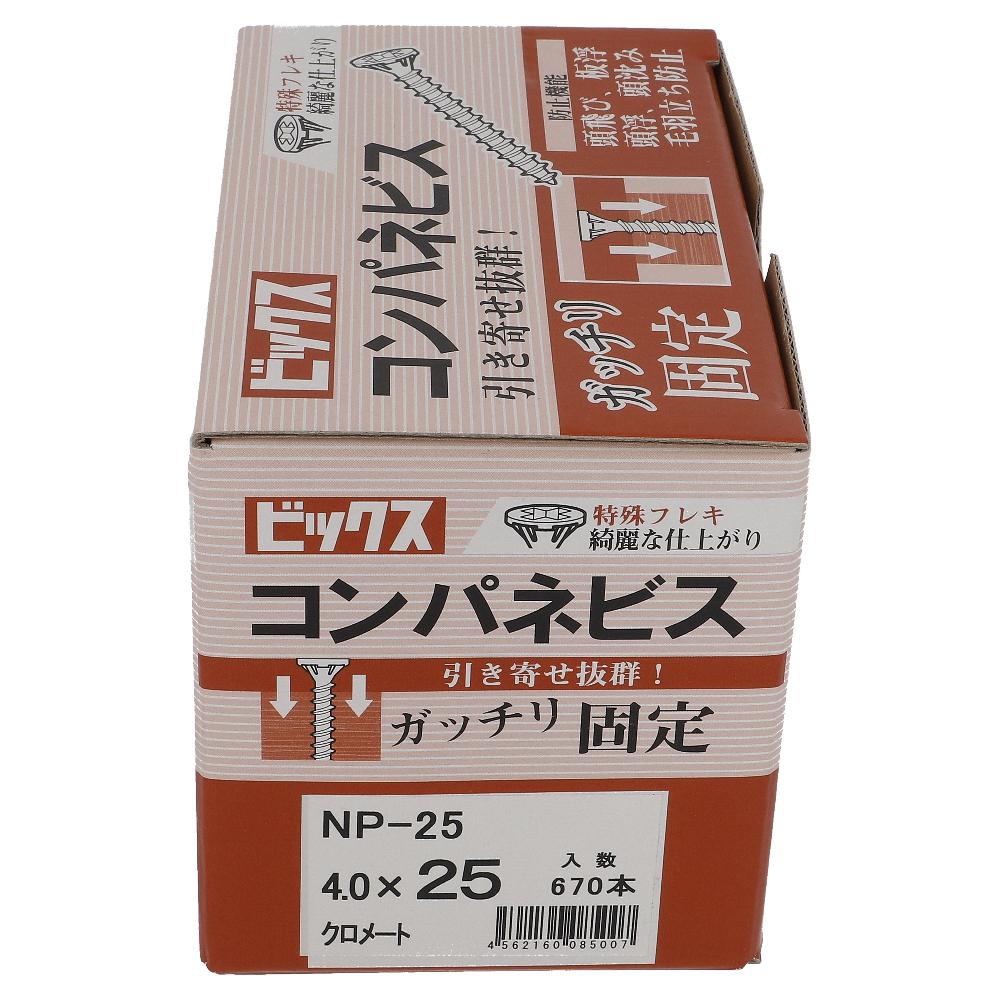 特殊フレキ
綺麗な仕上がり
ビックス
コンパネビス
引き寄せ抜群!
防止機能
頭飛び、板浮
頭浮、頭沈み
毛羽立ち防止
ガッチリ
固定
ビックス
特殊フレキ
綺麗な仕上がり
コンパネビス
引き寄せ抜群!
ガッチリ 固定
NP-25
4.0×25
入数
670本
クロメート
4 562160 085007